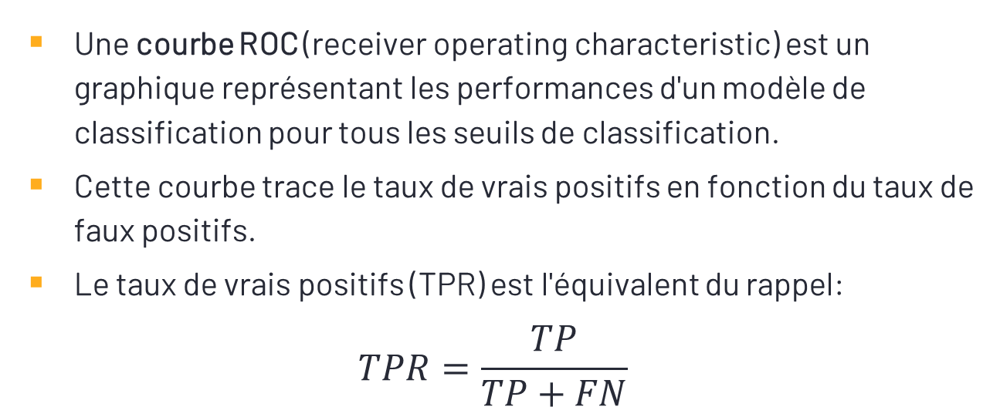 ▪ Une courbe ROC (receiver operating characteristic) est un
graphique représentant les performances d'un modèle de
classification pour tous les seuils de classification.
▪ Cette courbe trace le taux de vrais positifs en fonction du taux de
faux positifs.
▪ Le taux de vrais positifs (TPR) est l'équivalent du rappel:
TP
TPR = 
TP + FN